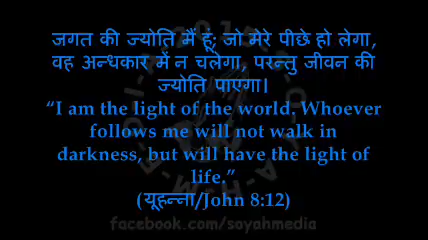 जगत की ज्योति मैं हूं; जो मेरे पीछे हो लेगा,
वह अन्धकार में न चलेगा, परन्तु जीवन की
ज्योति पाएगा।
“I am the light of the world. Whoever
follows me will not walk in
darkness, but will have the light of
life.”
(यूहन्ना/John 8:12)
facebook.com/soyahmedia